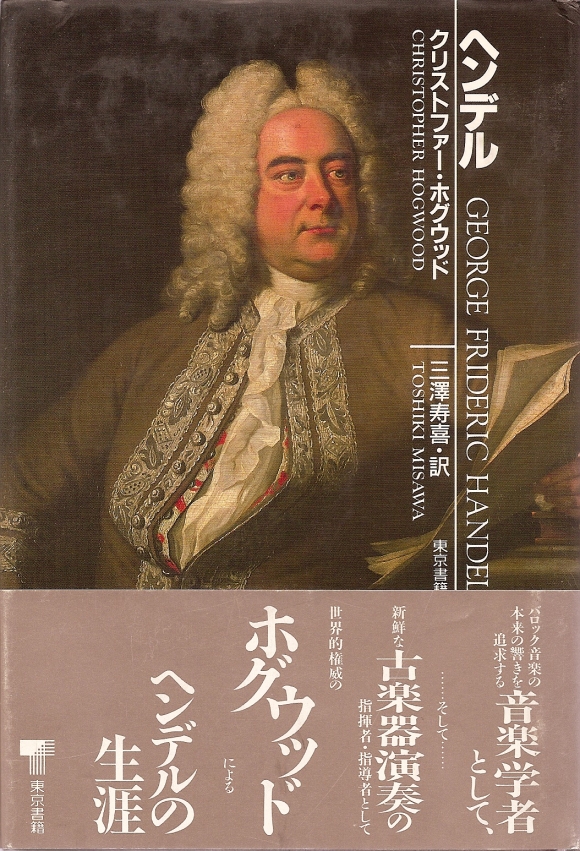 ヘンデル
GEORGE FRIDERIC HANDEL
クリストファー・ホグウッド
CHRISTOPHER HOGWOOD
三澤寿喜・訳
TOSHIKI MISAWA
東京書籍
バロック音楽の
本来の響きを
追求する
音楽学者
として、
……そして……
新鮮な
古楽器演奏の
指揮者・指導者として
世界的権威の
ホグウッド
による
ヘンデルの
生涯
東京書籍